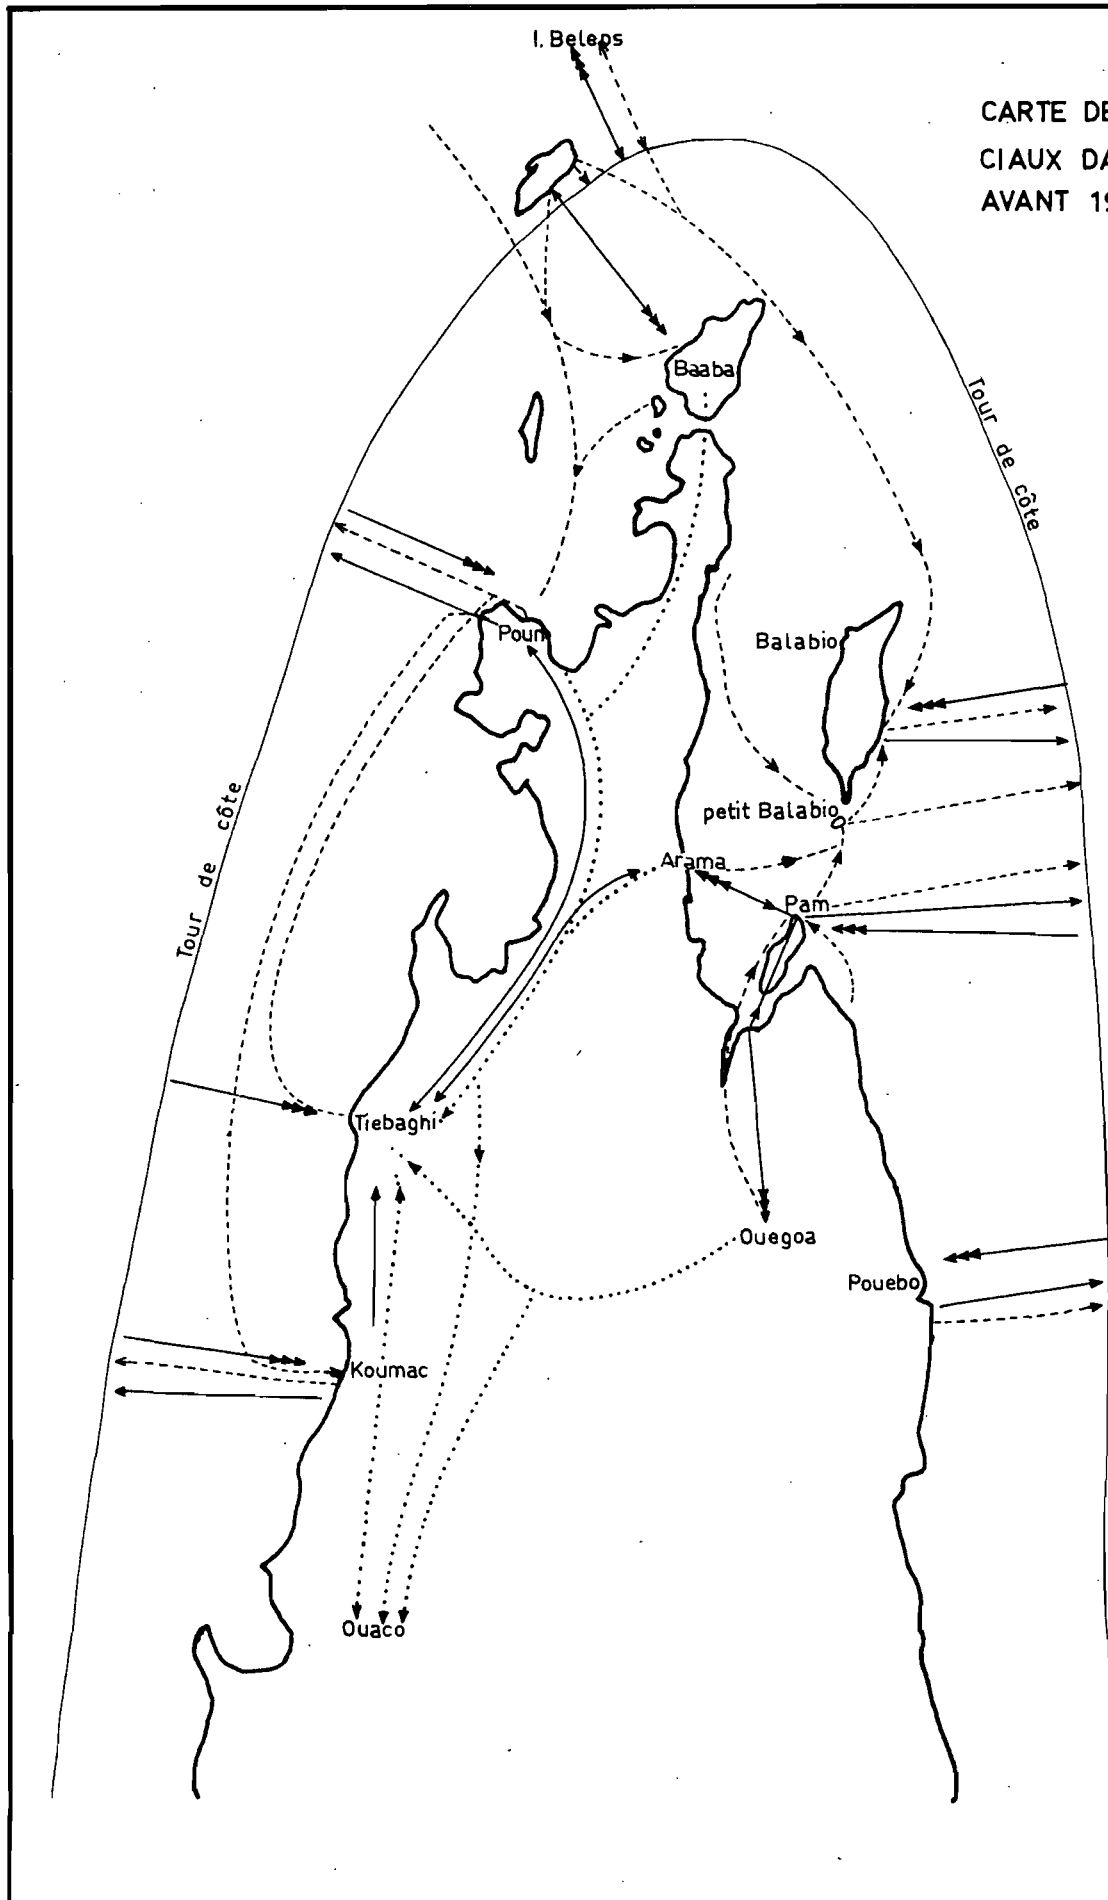 I. Beleps
CARTE DE
CIAUX DA
AVANT 19
Baaba
Tour de côte
Poum
Balabio
Tour de côte
petit Balabio
Arama
Pam
Tiebaghi
Ouegoa
Pouebo
Koumac
Ouaco